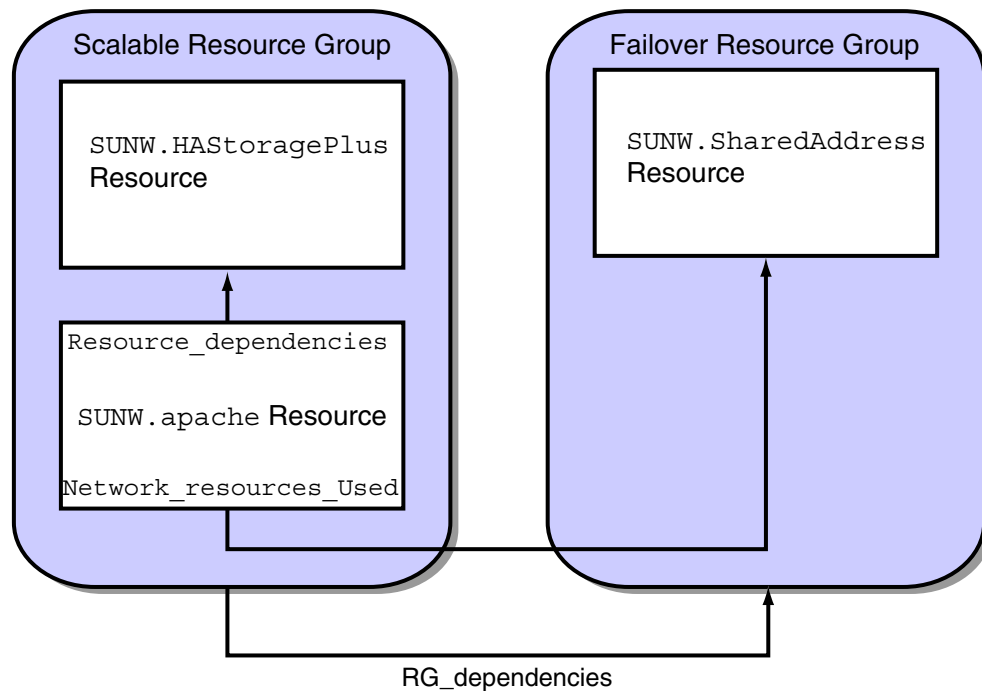 Scalable Resource Group
SUNW.HAStoragePlus
Resource
Resource_dependencies
SUNW.apache Resource
Network_resources_Used
Failover Resource Group
SUNW.SharedAddress
Resource
RG_dependencies